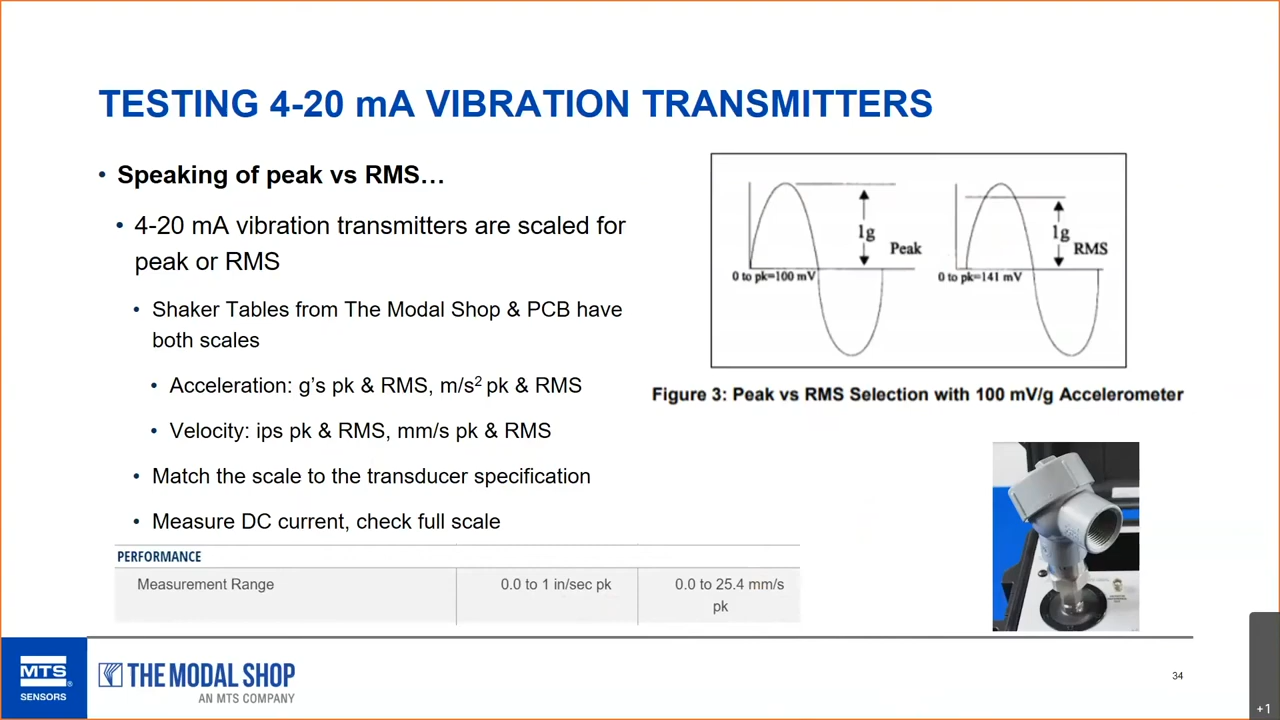 TESTING 4-20 mA VIBRATION TRANSMITTERS
• Speaking of peak vs RMS…
• 4-20 mA vibration transmitters are scaled for
peak or RMS
• Shaker Tables from The Modal Shop & PCB have
both scales
• Acceleration: g’s pk & RMS, m/s² pk & RMS
• Velocity: ips pk & RMS, mm/s pk & RMS
• Match the scale to the transducer specification
• Measure DC current, check full scale
PERFORMANCE
Measurement Range 0.0 to 1 in/sec pk 0.0 to 25.4 mm/s
pk
1g
Peak
0 to pk=100 mV
1g
RMS
0 to pk=141 mV
Figure 3: Peak vs RMS Selection with 100 mV/g Accelerometer
MTS®
SENSORS
THE MODAL SHOP
AN MTS COMPANY
34
+1